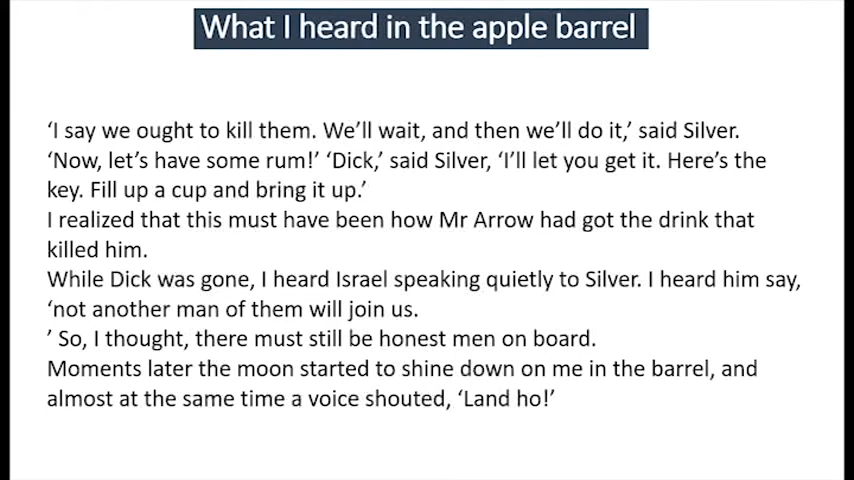 What I heard in the apple barrel
‘I say we ought to kill them. We’ll wait, and then we’ll do it,’ said Silver.
‘Now, let’s have some rum!’ ‘Dick,’ said Silver, ‘I’ll let you get it. Here’s the
key. Fill up a cup and bring it up.’
I realized that this must have been how Mr Arrow had got the drink that
killed him.
While Dick was gone, I heard Israel speaking quietly to Silver. I heard him say,
‘not another man of them will join us.
’ So, I thought, there must still be honest men on board.
Moments later the moon started to shine down on me in the barrel, and
almost at the same time a voice shouted, ‘Land ho!’